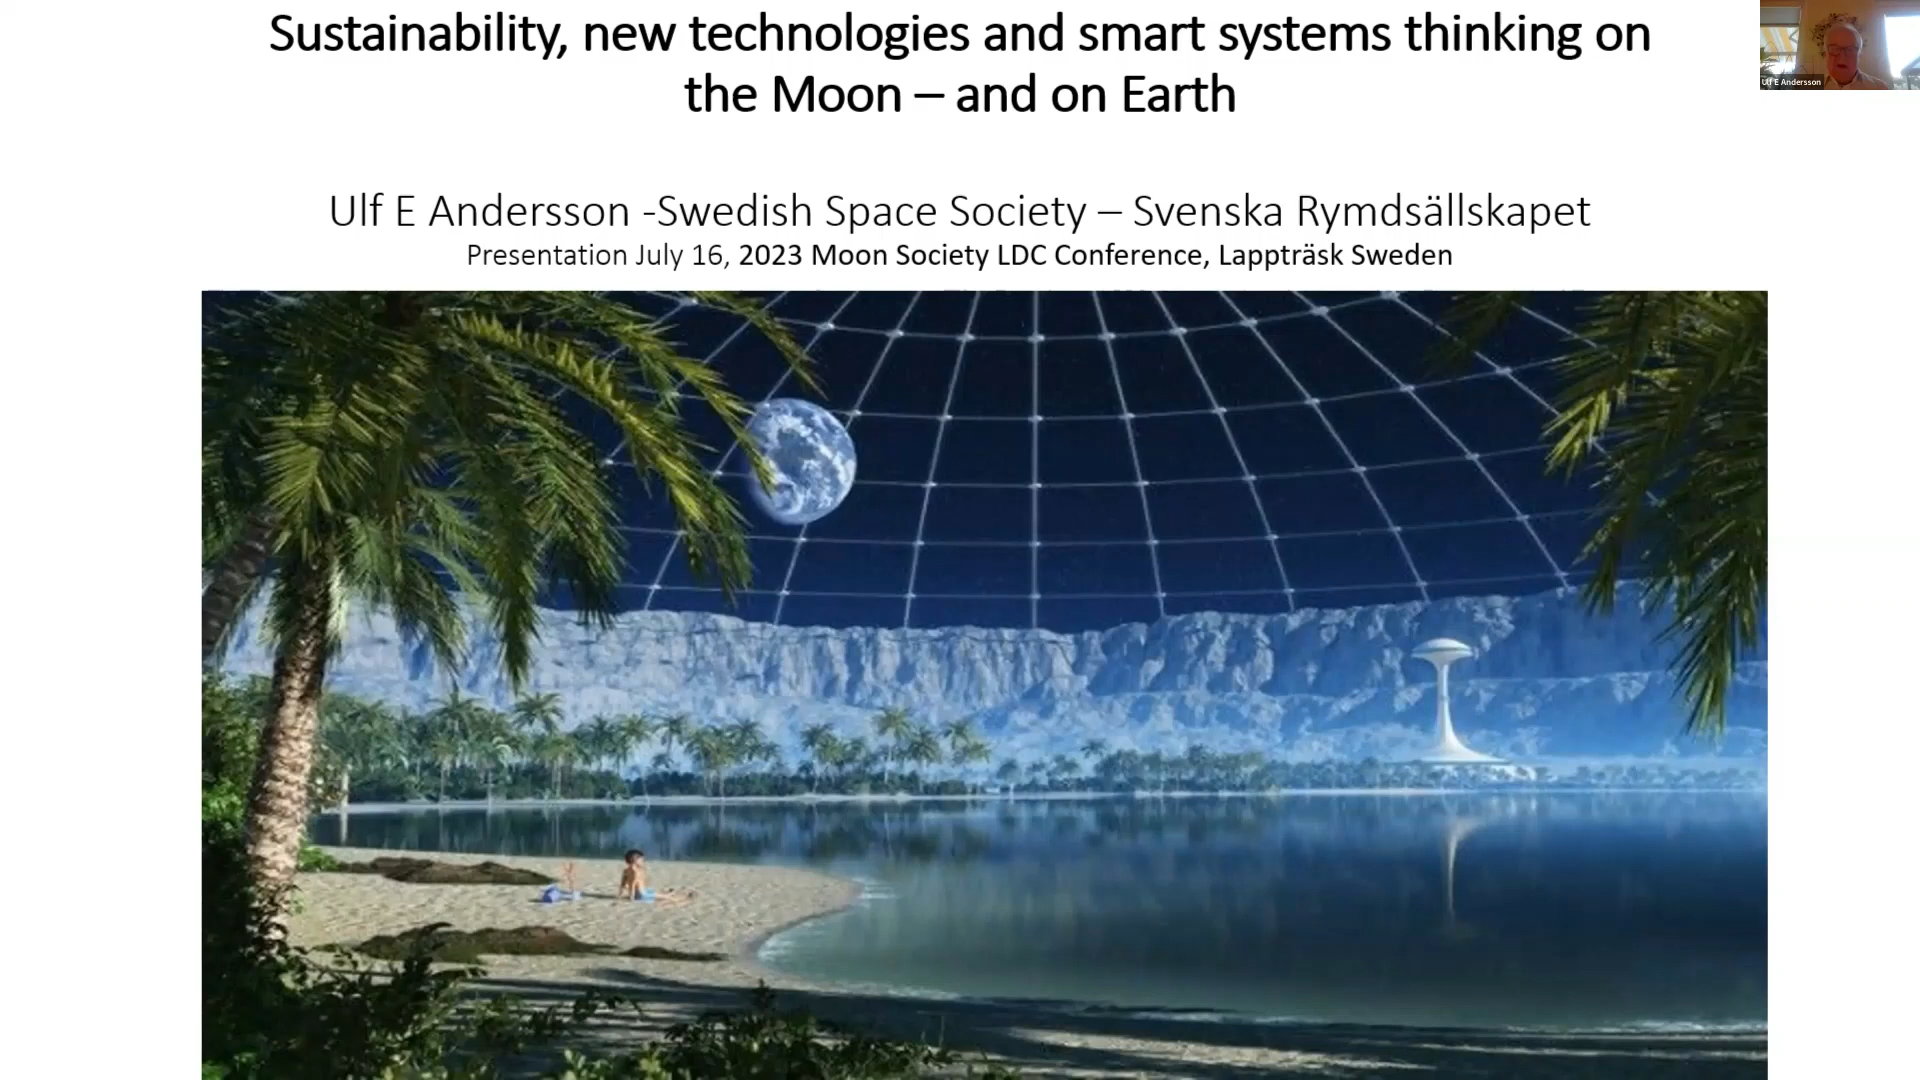 Sustainability, new technologies and smart systems thinking on
the Moon – and on Earth
Ulf E Andersson -Swedish Space Society – Svenska Rymdsällskapet
Presentation July 16, 2023 Moon Society LDC Conference, Lappträsk Sweden
Ulf E Andersson